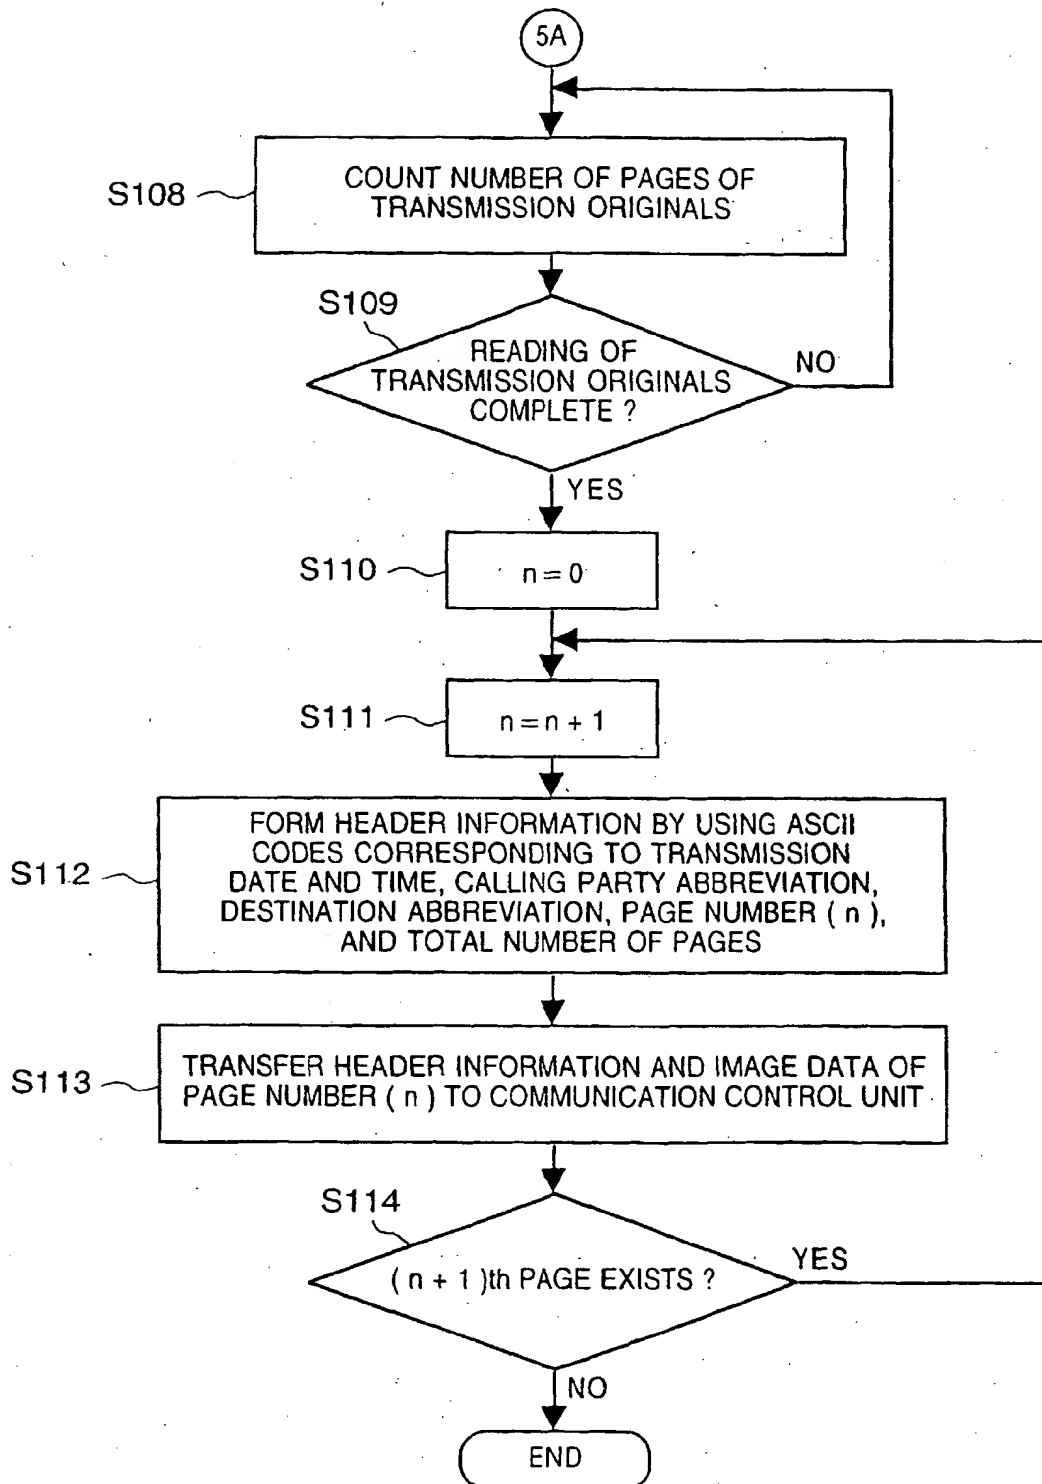 5A
S108
COUNT NUMBER OF PAGES OF
TRANSMISSION ORIGINALS
S109
READING OF
TRANSMISSION ORIGINALS
COMPLETE ?
NO
YES
S110
n = 0
S111
n = n + 1
S112
FORM HEADER INFORMATION BY USING ASCII
CODES CORRESPONDING TO TRANSMISSION
DATE AND TIME, CALLING PARTY ABBREVIATION,
DESTINATION ABBREVIATION, PAGE NUMBER ( n ),
AND TOTAL NUMBER OF PAGES
S113
TRANSFER HEADER INFORMATION AND IMAGE DATA OF
PAGE NUMBER ( n ) TO COMMUNICATION CONTROL UNIT
S114
( n + 1 )th PAGE EXISTS ?
YES
NO
END